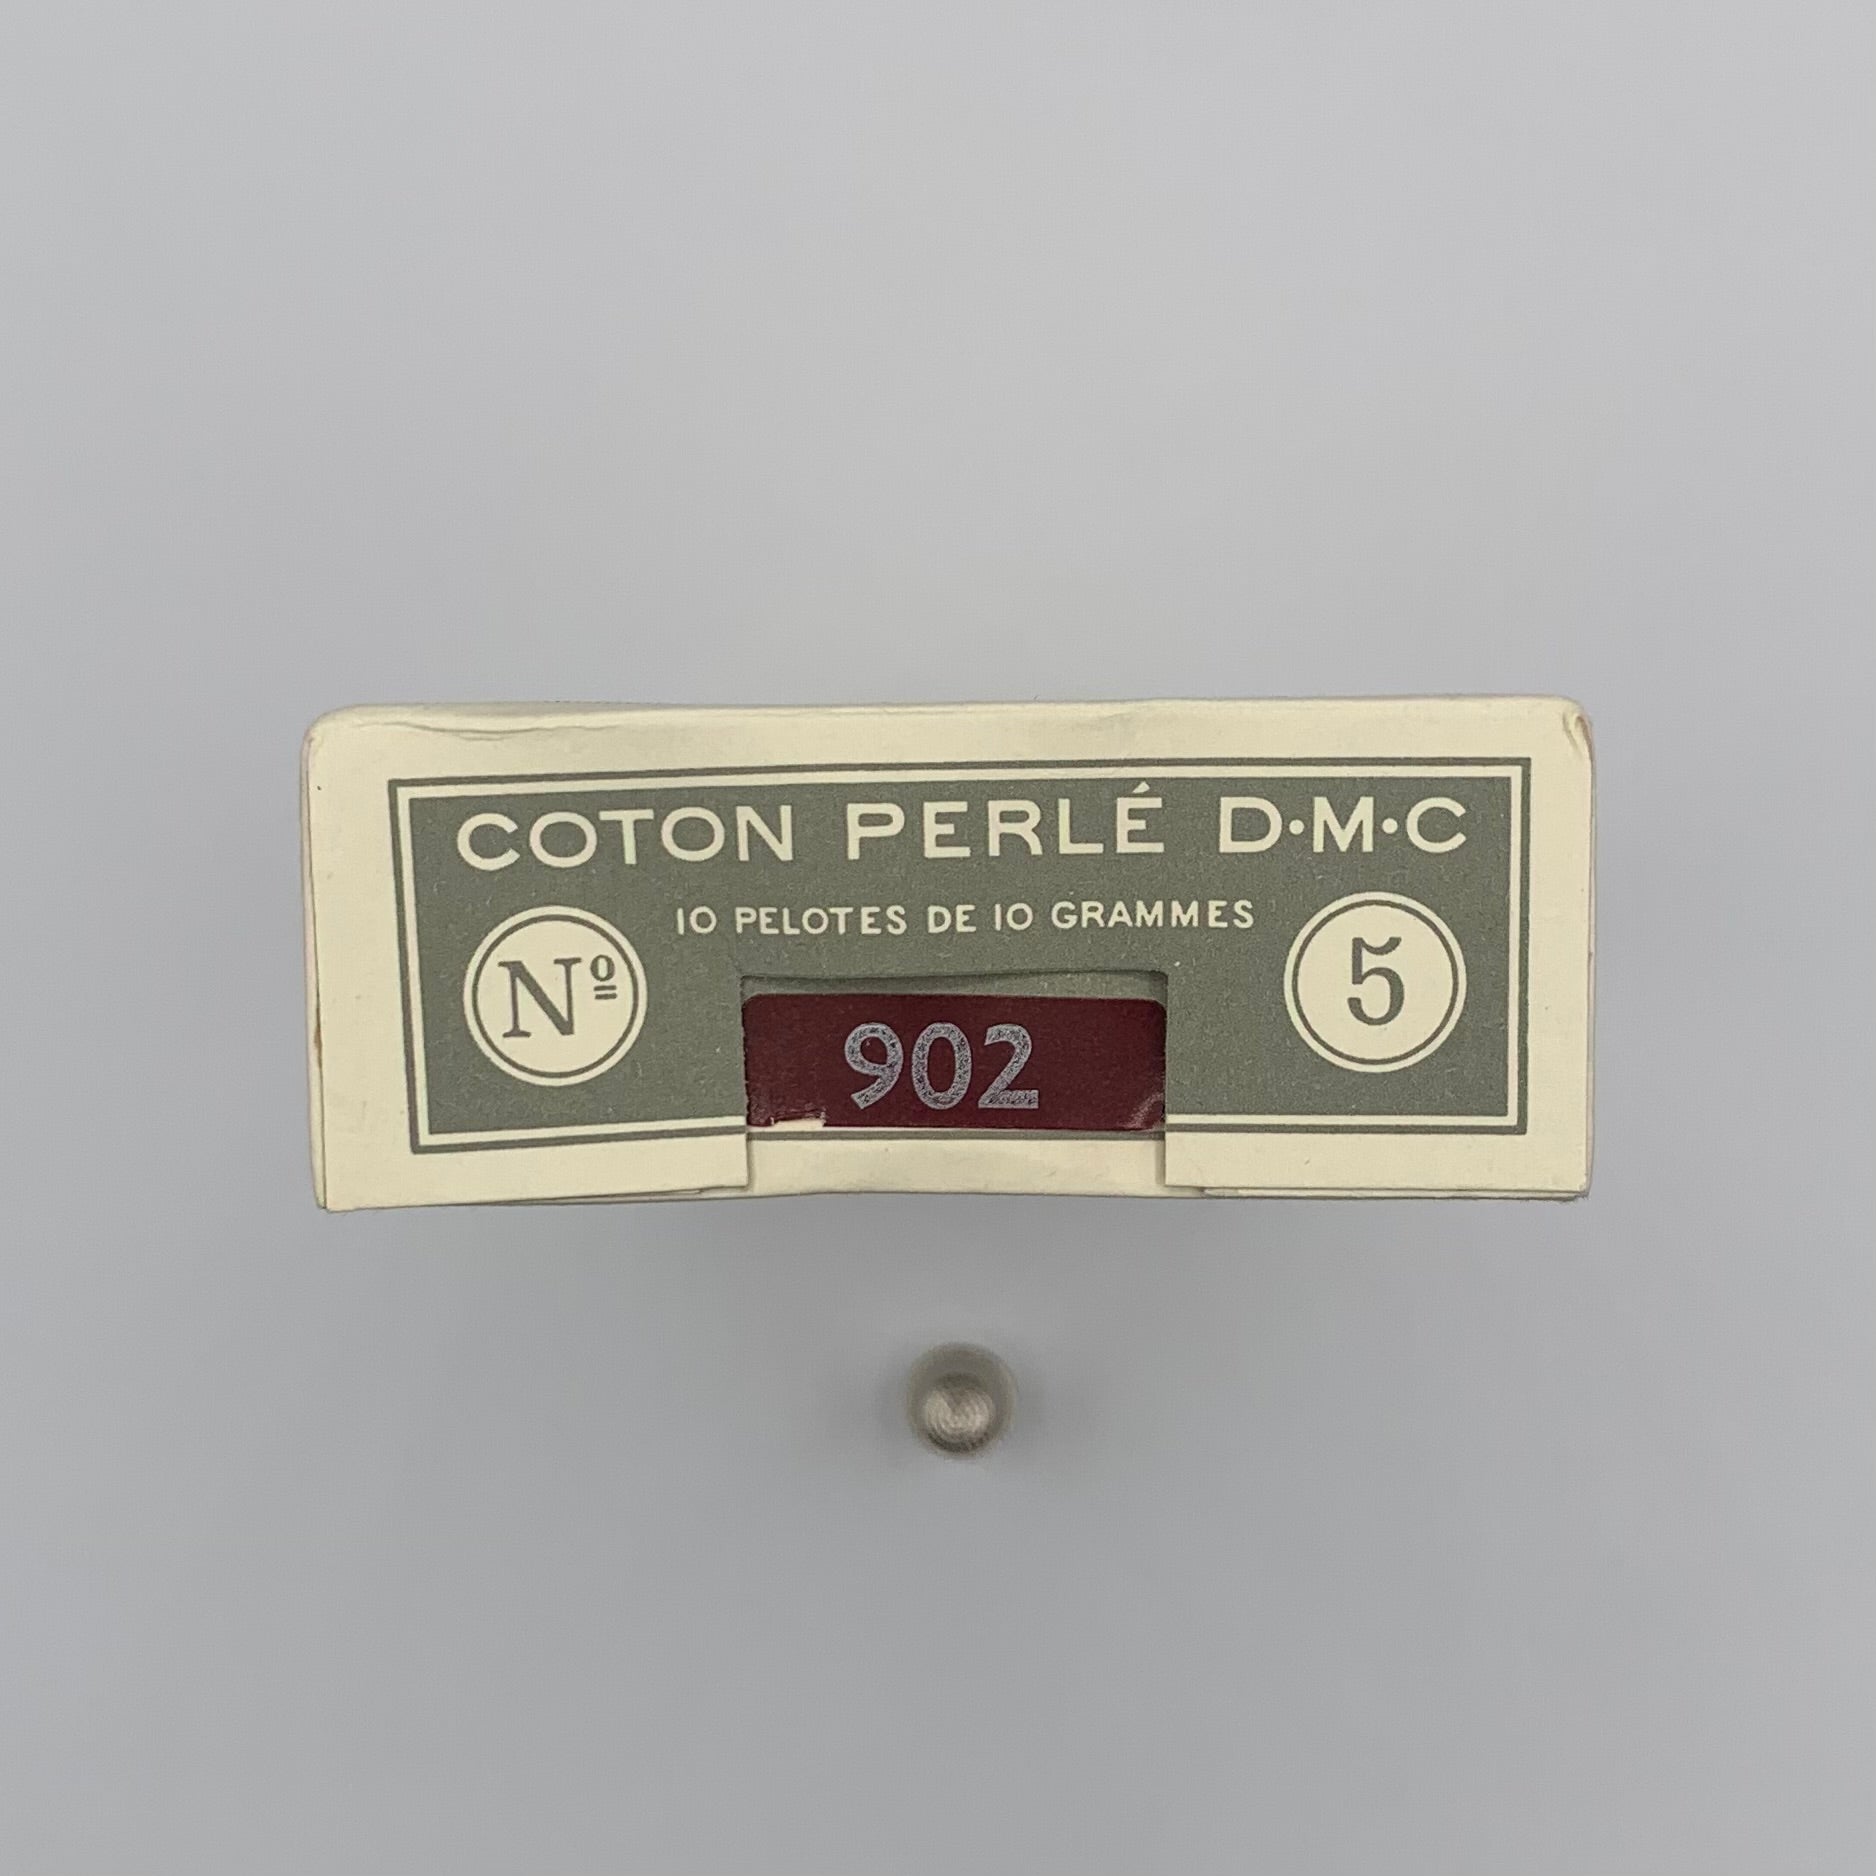 COTON PERLÉ D·M·C
10 PELOTES DE 10 GRAMMES
Nº 5
902